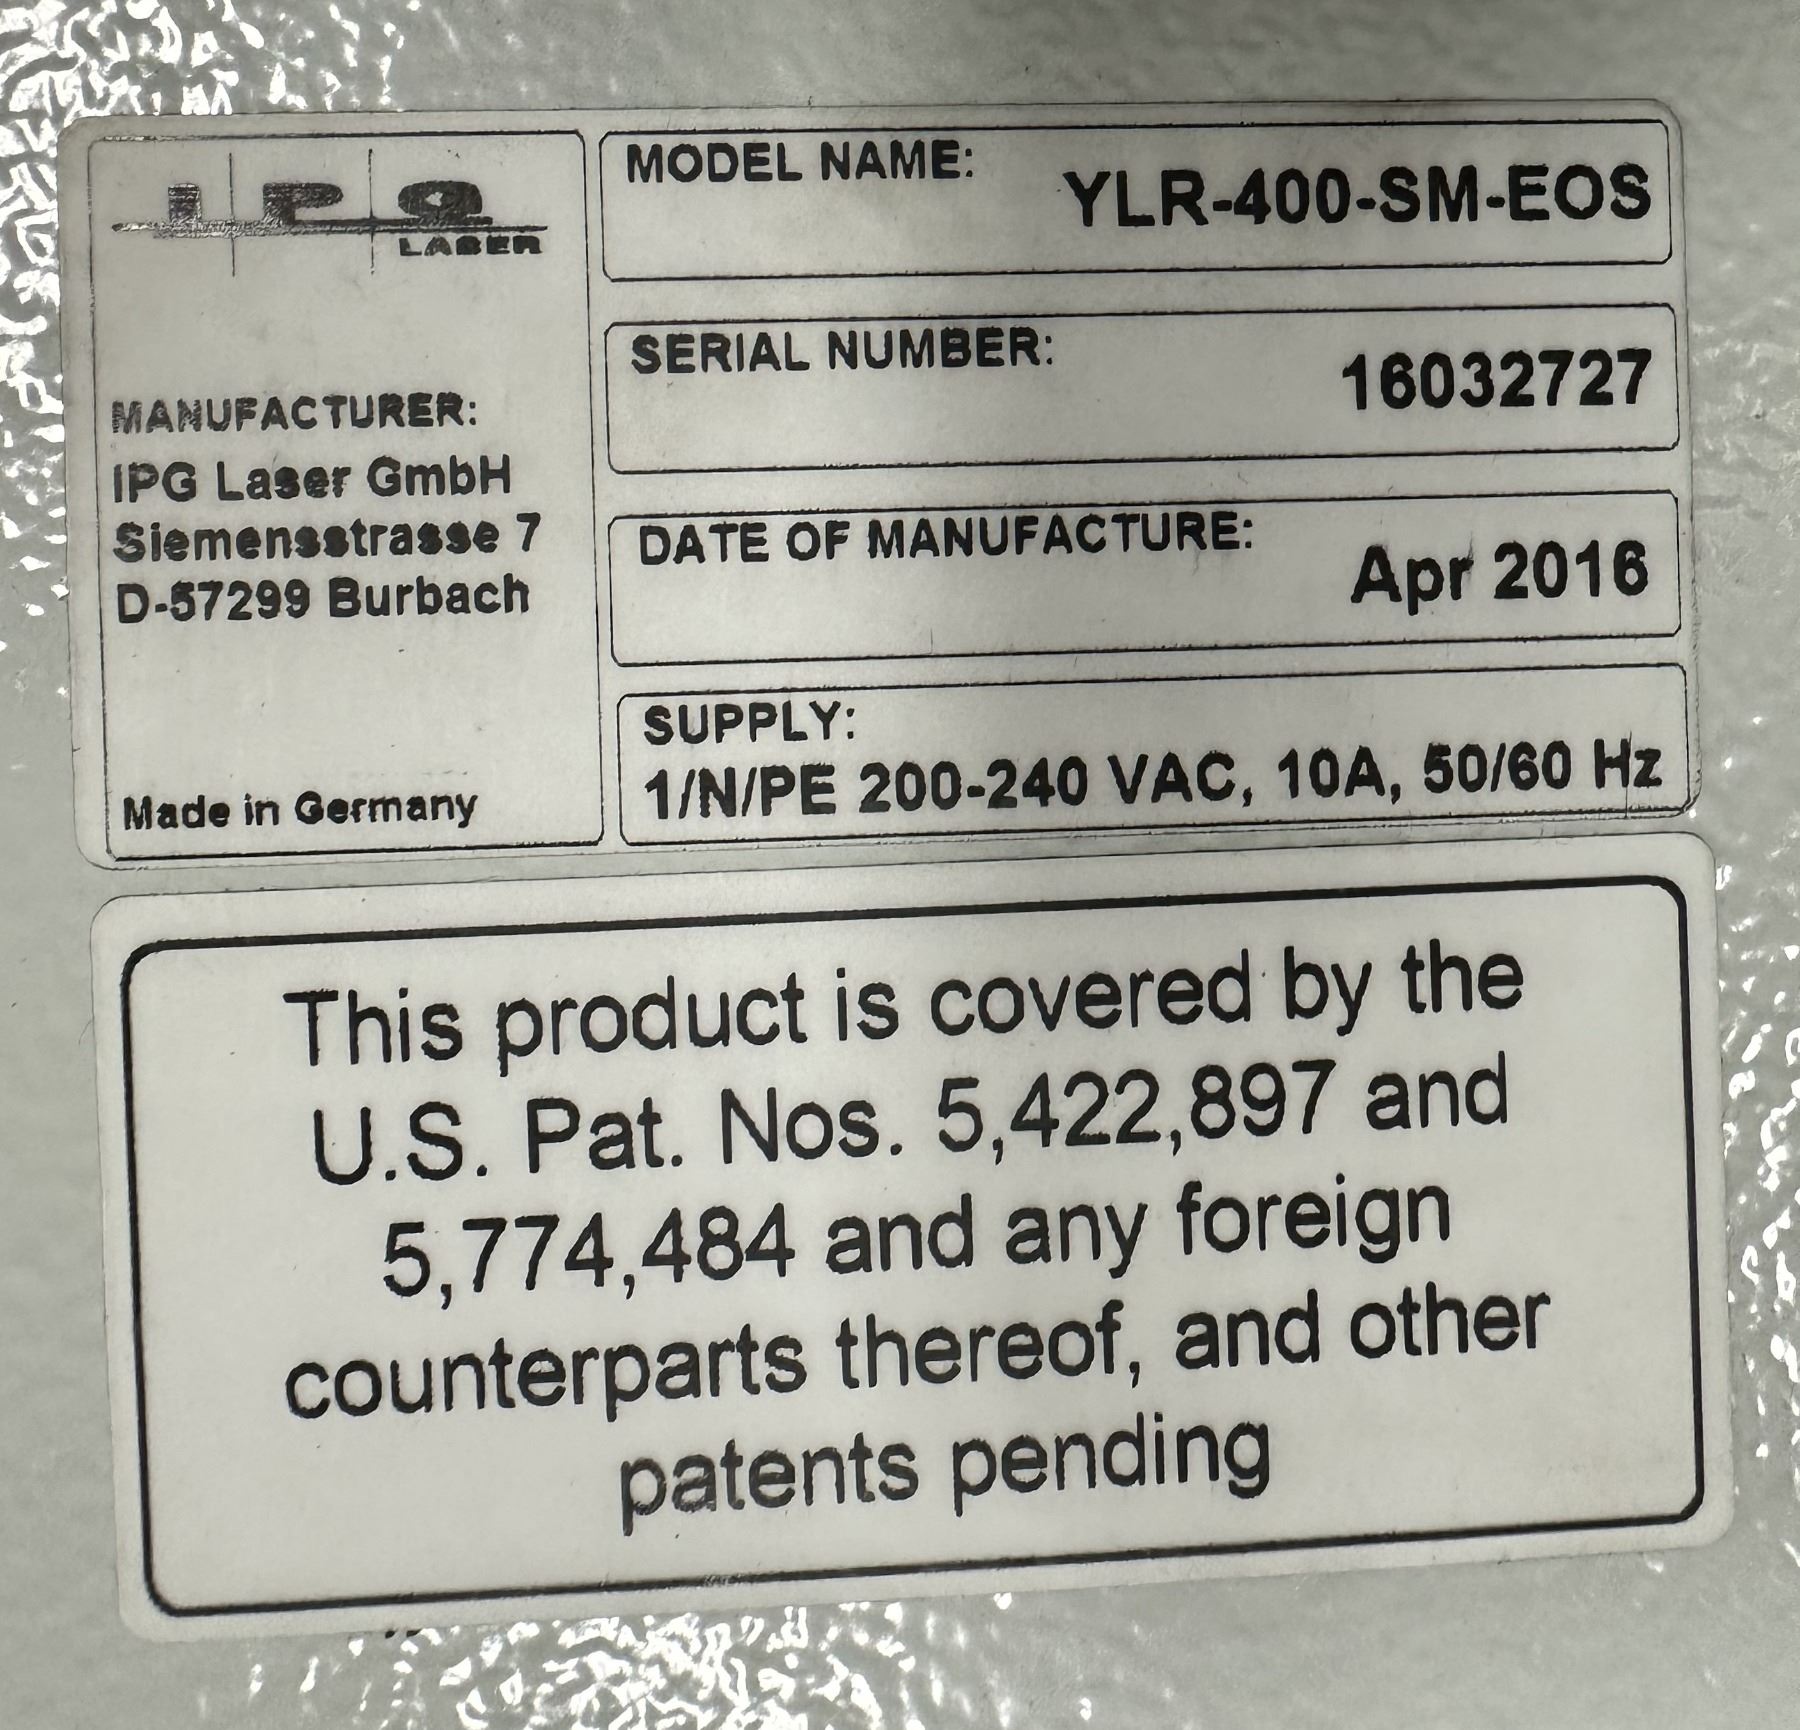 IPG
LASER
MANUFACTURER:
IPG Laser GmbH
Siemensstrasse 7
D-57299 Burbach
Made in Germany
MODEL NAME:
YLR-400-SM-EOS
SERIAL NUMBER:
16032727
DATE OF MANUFACTURE:
Apr 2016
SUPPLY:
1/N/PE 200-240 VAC, 10A, 50/60 Hz
This product is covered by the
U.S. Pat. Nos. 5,422,897 and
5,774,484 and any foreign
counterparts thereof, and other
patents pending